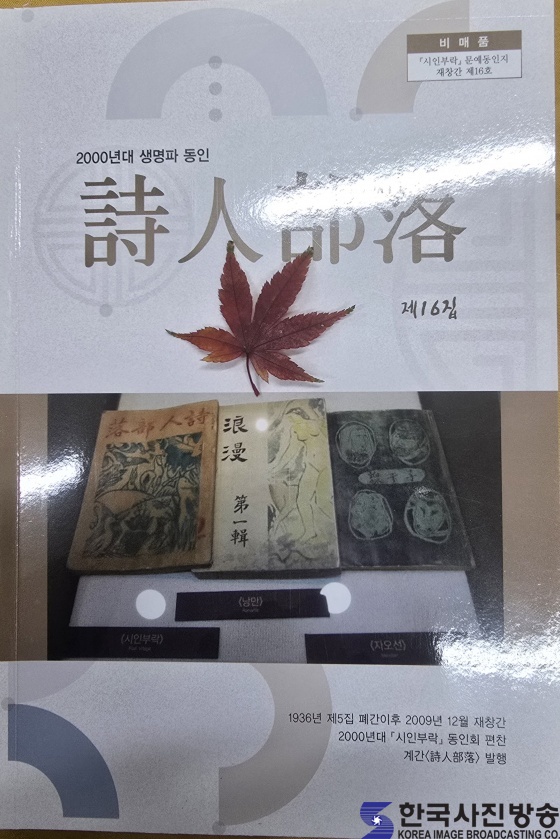 비 매 품
「시인부락」 문예동인지
재창간 제16호
2000년대 생명파 동인
詩人部落
제16집
落部人詩
浪漫
第一輯
〈낭만〉
〈시인부락〉
〈자오선〉
1936년 제5집 폐간이후 2009년 12월 재창간
2000년대 「시인부락」 동인회 편찬
계간〈詩人部落〉 발행
한국사진방송
KOREA IMAGE BROADCASTING CO